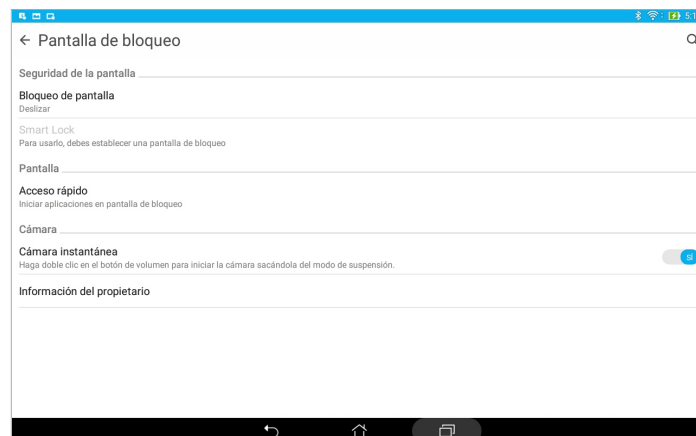 5:1
Pantalla de bloqueo
Seguridad de la pantalla
Bloqueo de pantalla
Deslizar
Smart Lock
Para usarlo, debes establecer una pantalla de bloqueo
Pantalla
Acceso rápido
Iniciar aplicaciones en pantalla de bloqueo
Cámara
Cámara instantánea
Haga doble clic en el botón de volumen para iniciar la cámara sacándola del modo de suspensión.
sí
Información del propietario